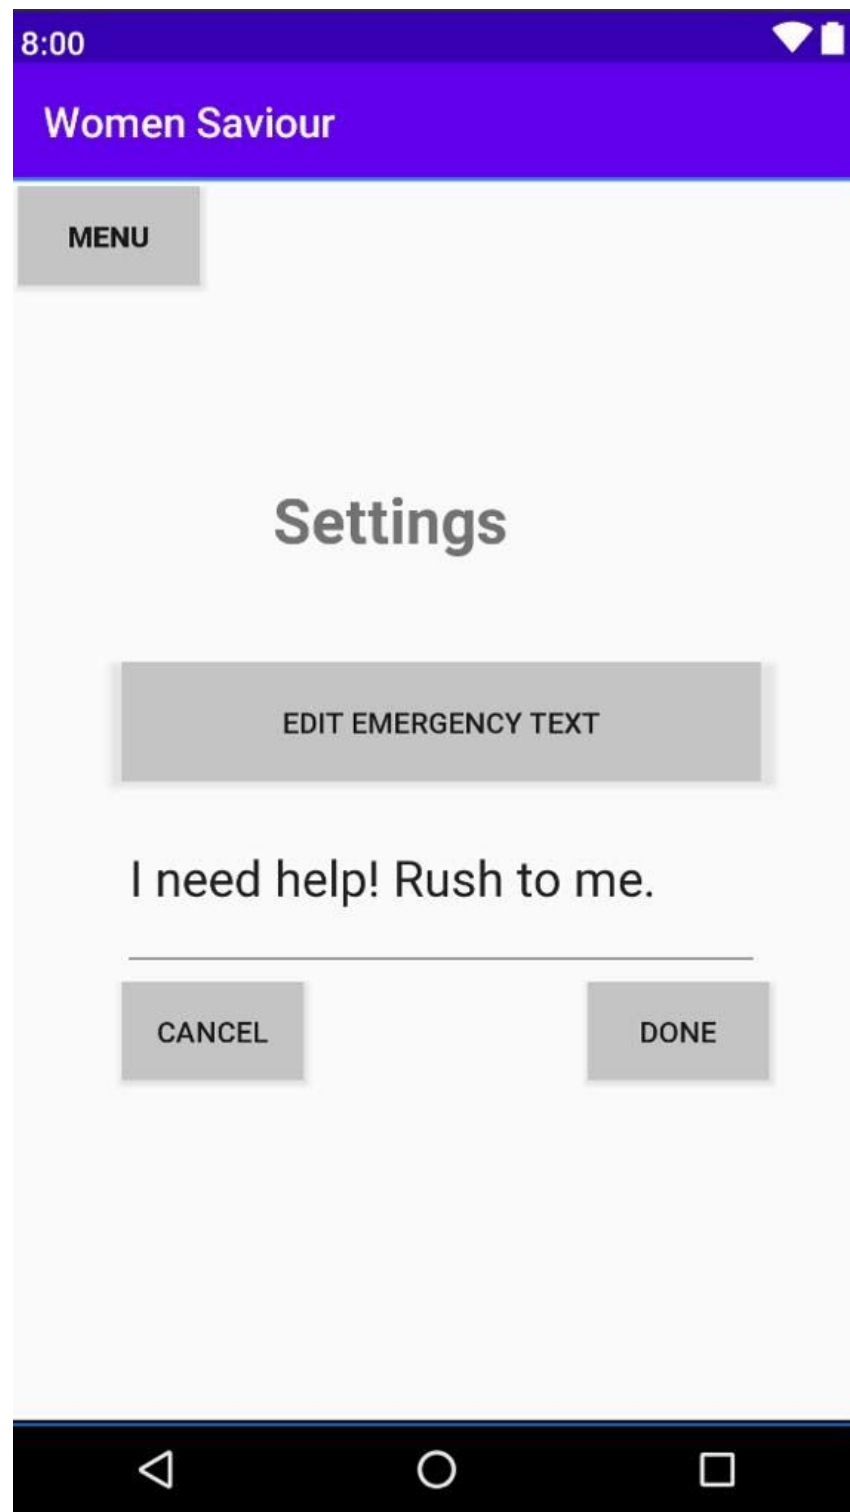 8:00
Women Saviour
MENU
Settings
EDIT EMERGENCY TEXT
I need help! Rush to me.
CANCEL
DONE